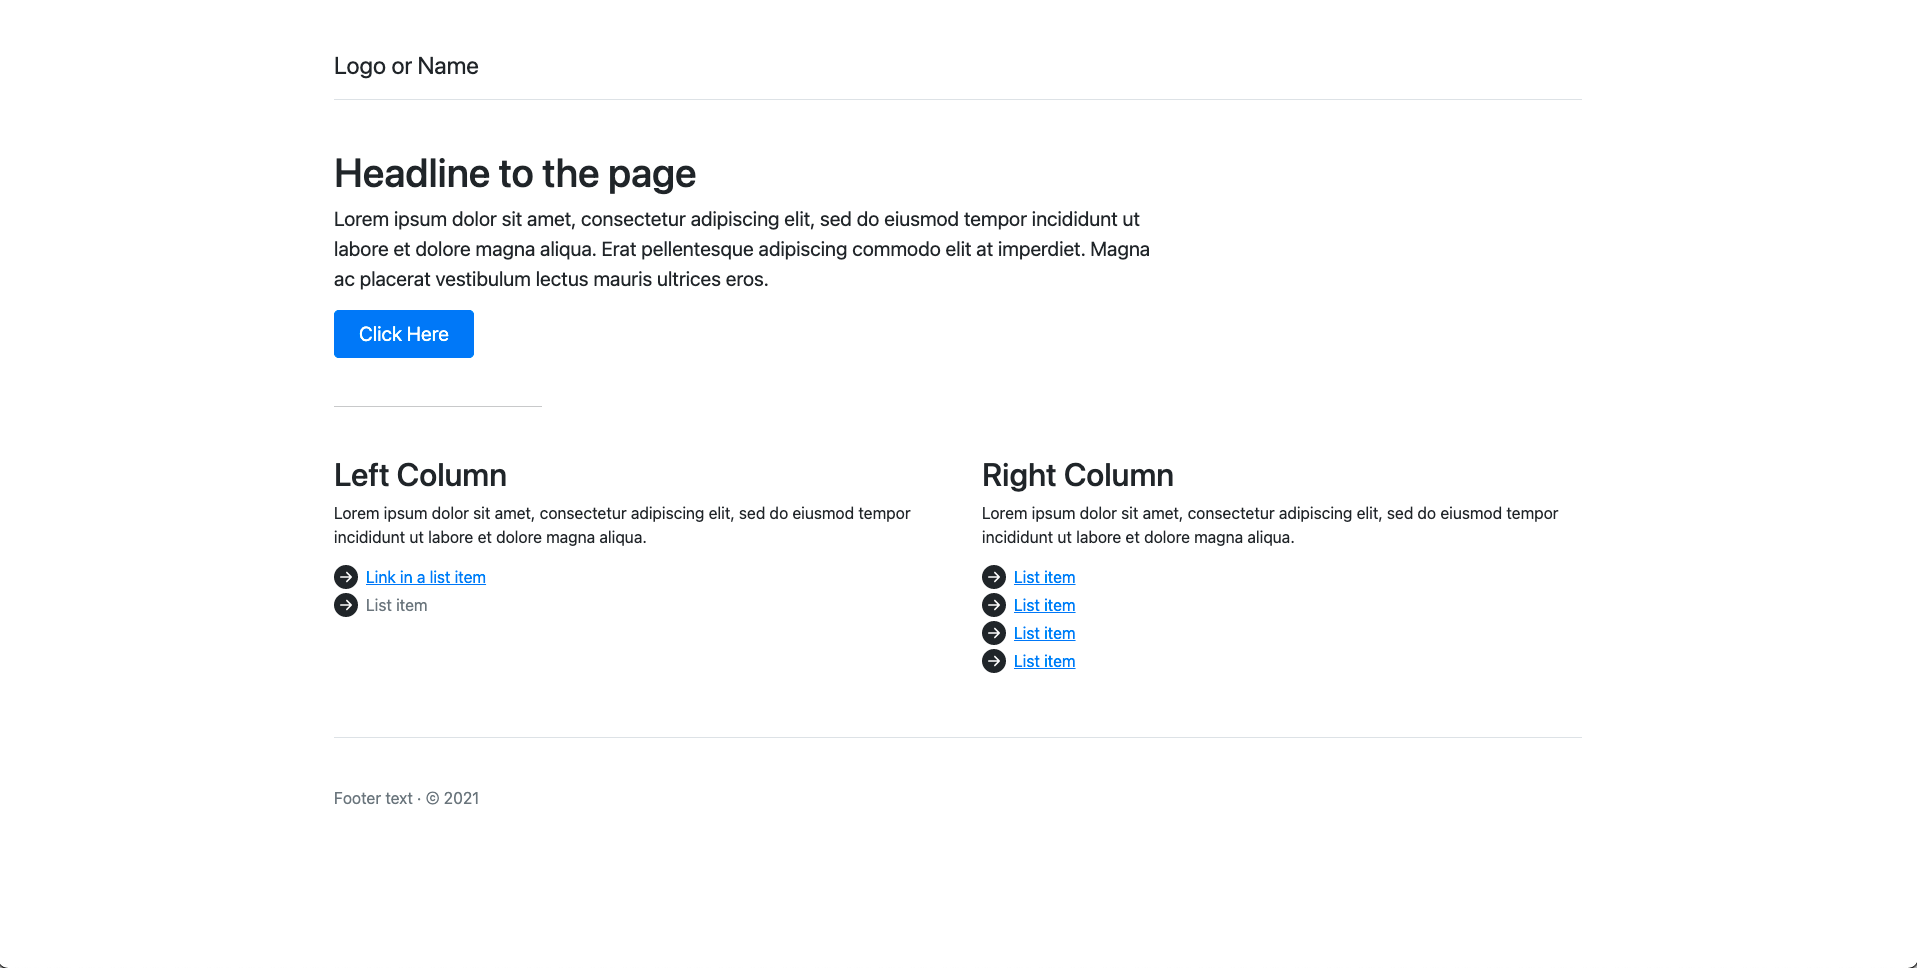 Logo or Name
Headline to the page
Lorem ipsum dolor sit amet, consectetur adipiscing elit, sed do eiusmod tempor incididunt ut
labore et dolore magna aliqua. Erat pellentesque adipiscing commodo elit at imperdiet. Magna
ac placerat vestibulum lectus mauris ultrices eros.
Click Here
Left Column
Lorem ipsum dolor sit amet, consectetur adipiscing elit, sed do eiusmod tempor
incididunt ut labore et dolore magna aliqua.
Link in a list item
List item
Right Column
Lorem ipsum dolor sit amet, consectetur adipiscing elit, sed do eiusmod tempor
incididunt ut labore et dolore magna aliqua.
List item
List item
List item
List item
Footer text · © 2021